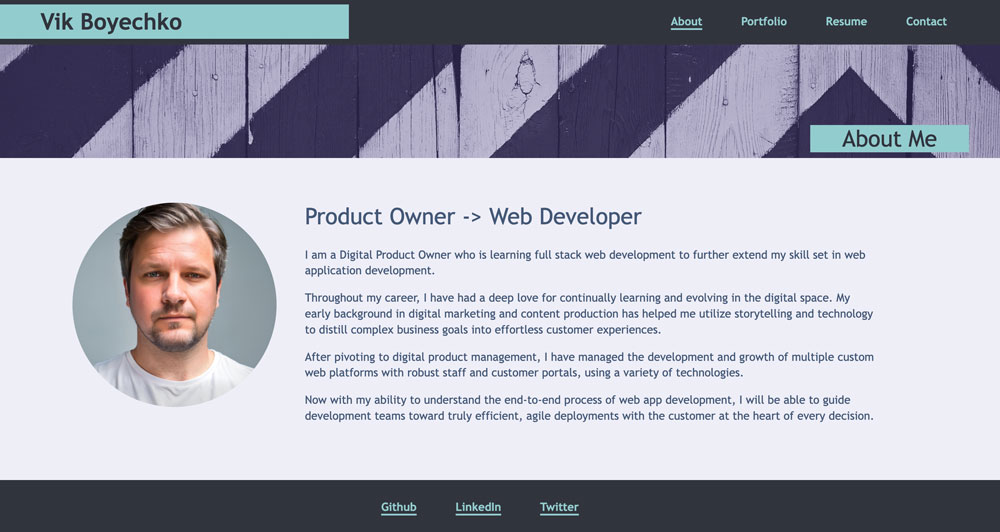 Vik Boyechko
About Portfolio Resume Contact
About Me
Product Owner -> Web Developer
I am a Digital Product Owner who is learning full stack web development to further extend my skill set in web
application development.
Throughout my career, I have had a deep love for continually learning and evolving in the digital space. My
early background in digital marketing and content production has helped me utilize storytelling and technology
to distill complex business goals into effortless customer experiences.
After pivoting to digital product management, I have managed the development and growth of multiple custom
web platforms with robust staff and customer portals, using a variety of technologies.
Now with my ability to understand the end-to-end process of web app development, I will be able to guide
development teams toward truly efficient, agile deployments with the customer at the heart of every decision.
Github LinkedIn Twitter